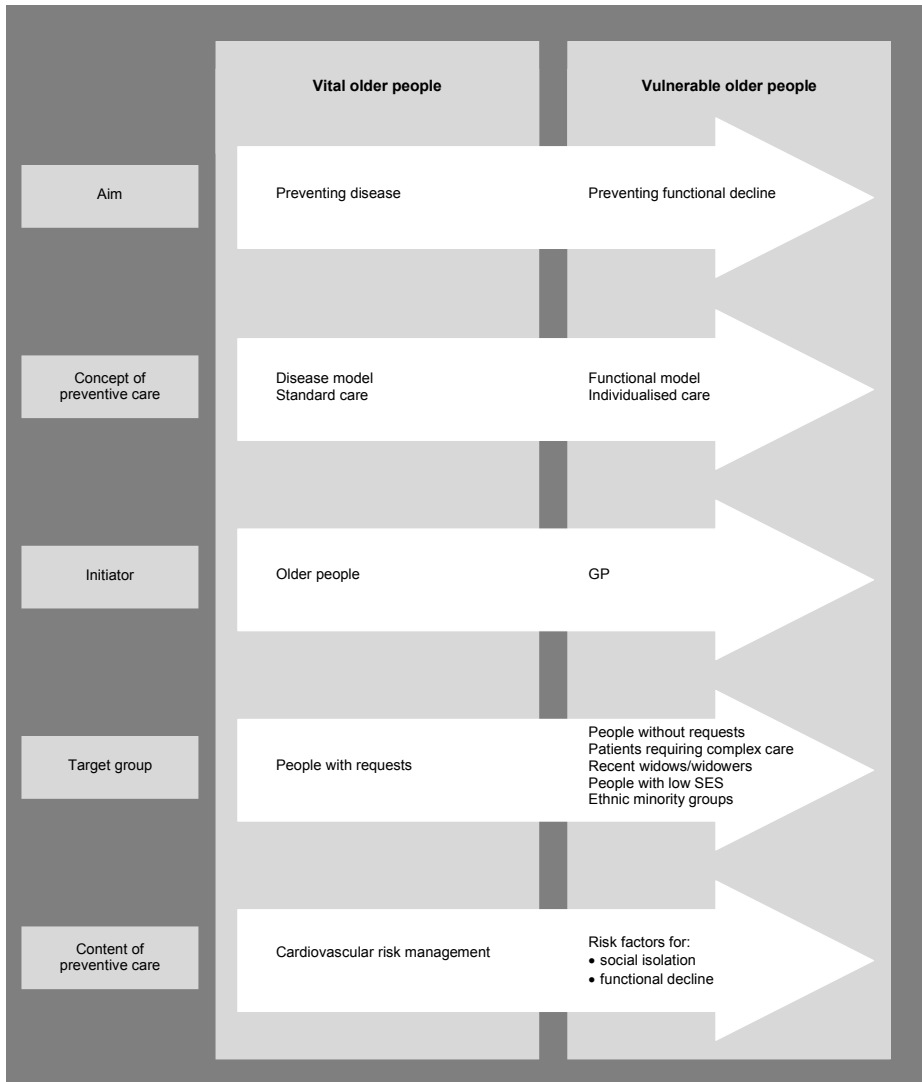 Vital older people
Vulnerable older people
Aim
Preventing disease
Preventing functional decline
Concept of
preventive care
Disease model
Standard care
Functional model
Individualised care
Initiator
Older people
GP
Target group
People with requests
People without requests
Patients requiring complex care
Recent widows/widowers
People with low SES
Ethnic minority groups
Content of
preventive care
Cardiovascular risk management
Risk factors for:
• social isolation
• functional decline